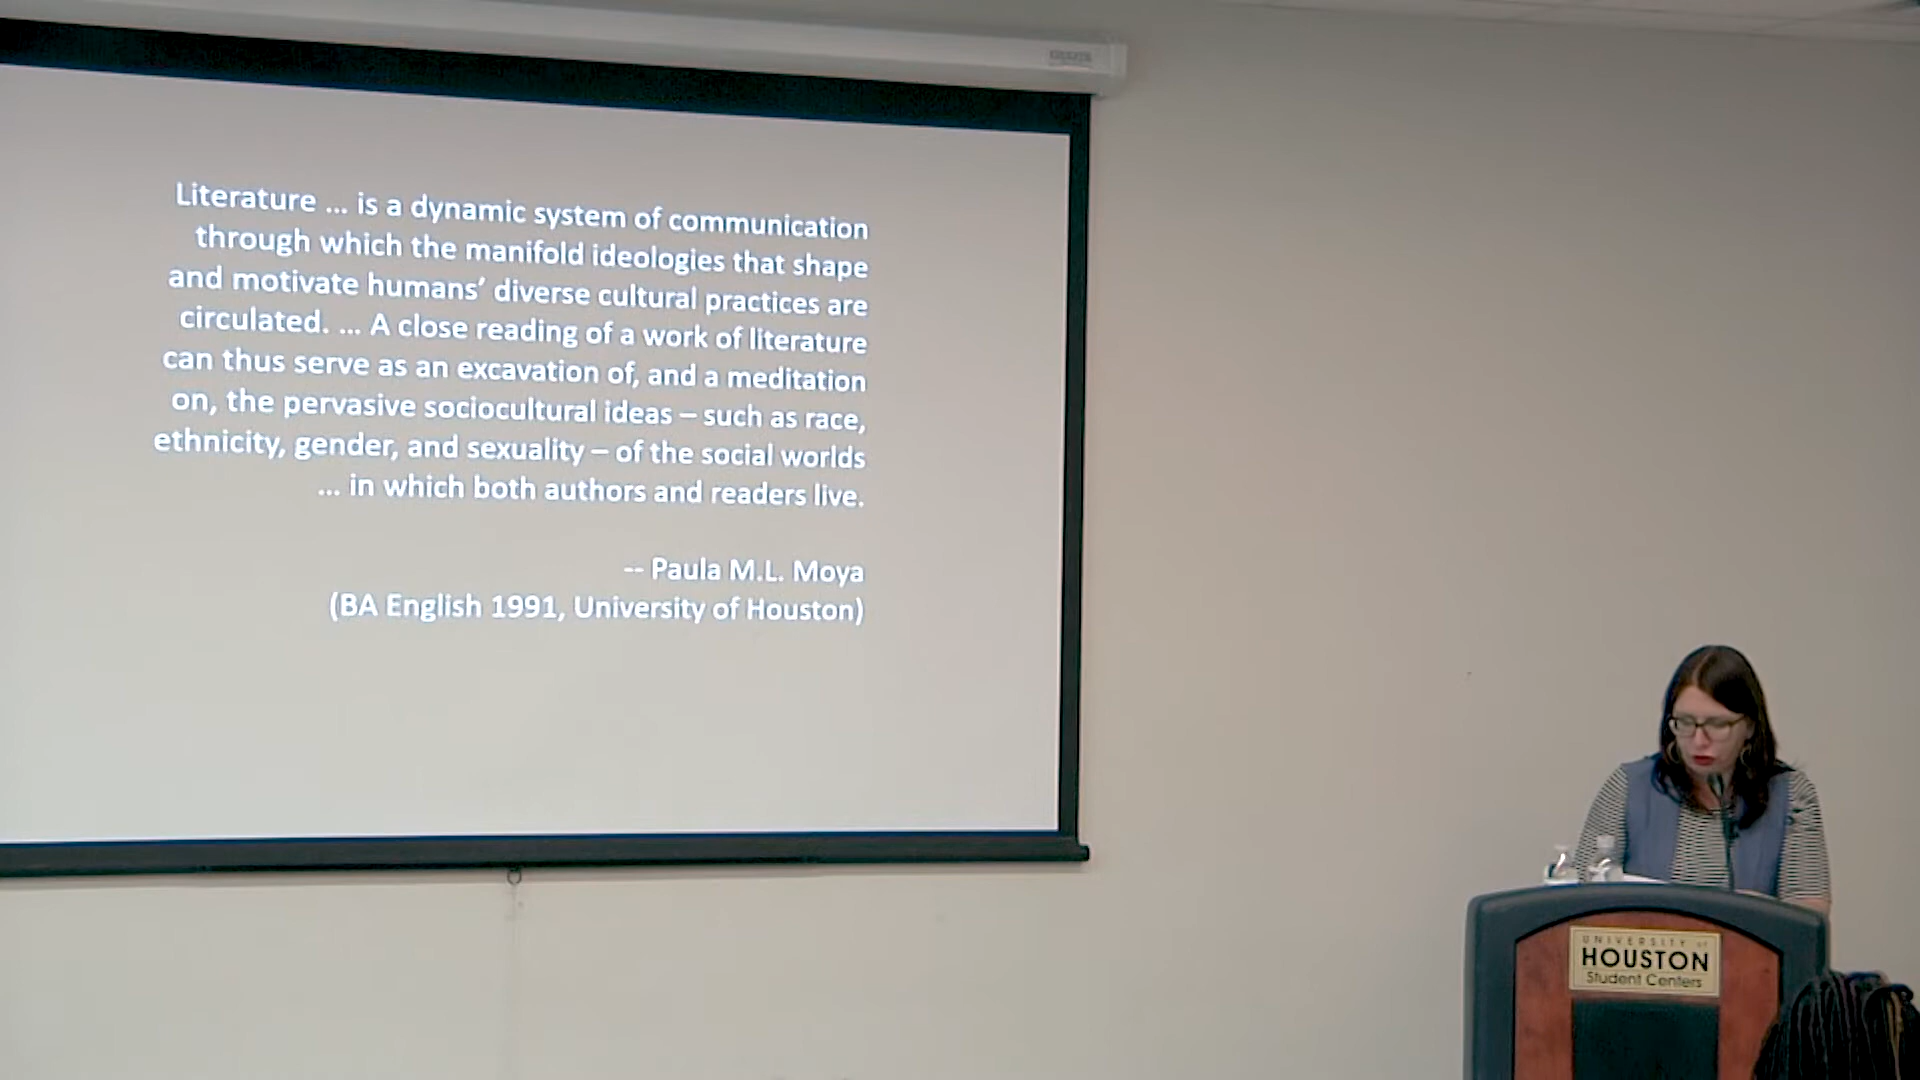 Literature ... is a dynamic system of communication
through which the manifold ideologies that shape
and motivate humans’ diverse cultural practices are
circulated. ... A close reading of a work of literature
can thus serve as an excavation of, and a meditation
on, the pervasive sociocultural ideas – such as race,
ethnicity, gender, and sexuality – of the social worlds
... in which both authors and readers live.
-- Paula M.L. Moya
(BA English 1991, University of Houston)
UNIVERSITY of
HOUSTON
Student Centers